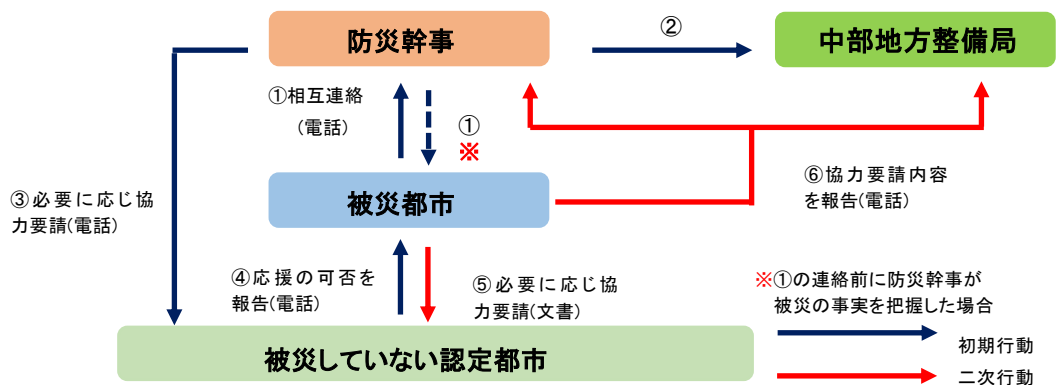 防災幹事
②
中部地方整備局
①相互連絡
(電話)
①
※
③必要に応じ協
力要請(電話)
被災都市
⑥協力要請内容
を報告(電話)
④応援の可否を
報告(電話)
⑤必要に応じ協
力要請(文書)
※①の連絡前に防災幹事が
被災の事実を把握した場合
被災していない認定都市
初期行動
二次行動